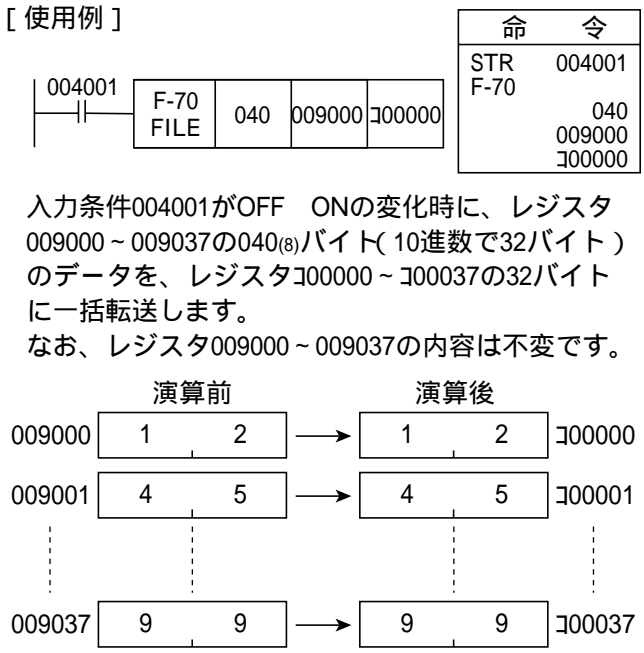 [ 使用例 ]
004001
F-70
FILE
040
009000
ｺ00000
命 令
STR 004001
F-70
040
009000
ｺ00000
入力条件004001がOFF ONの変化時に、レジスタ
009000 ~ 009037の040(8)バイト( 10進数で32バイト )
のデータを、レジスタｺ00000 ~ ｺ00037の32バイト
に一括転送します。
なお、レジスタ009000 ~ 009037の内容は不変です。
演算前 演算後
009000 1 2 1 2 ｺ00000
009001 4 5 4 5 ｺ00001
009037 9 9 9 9 ｺ00037